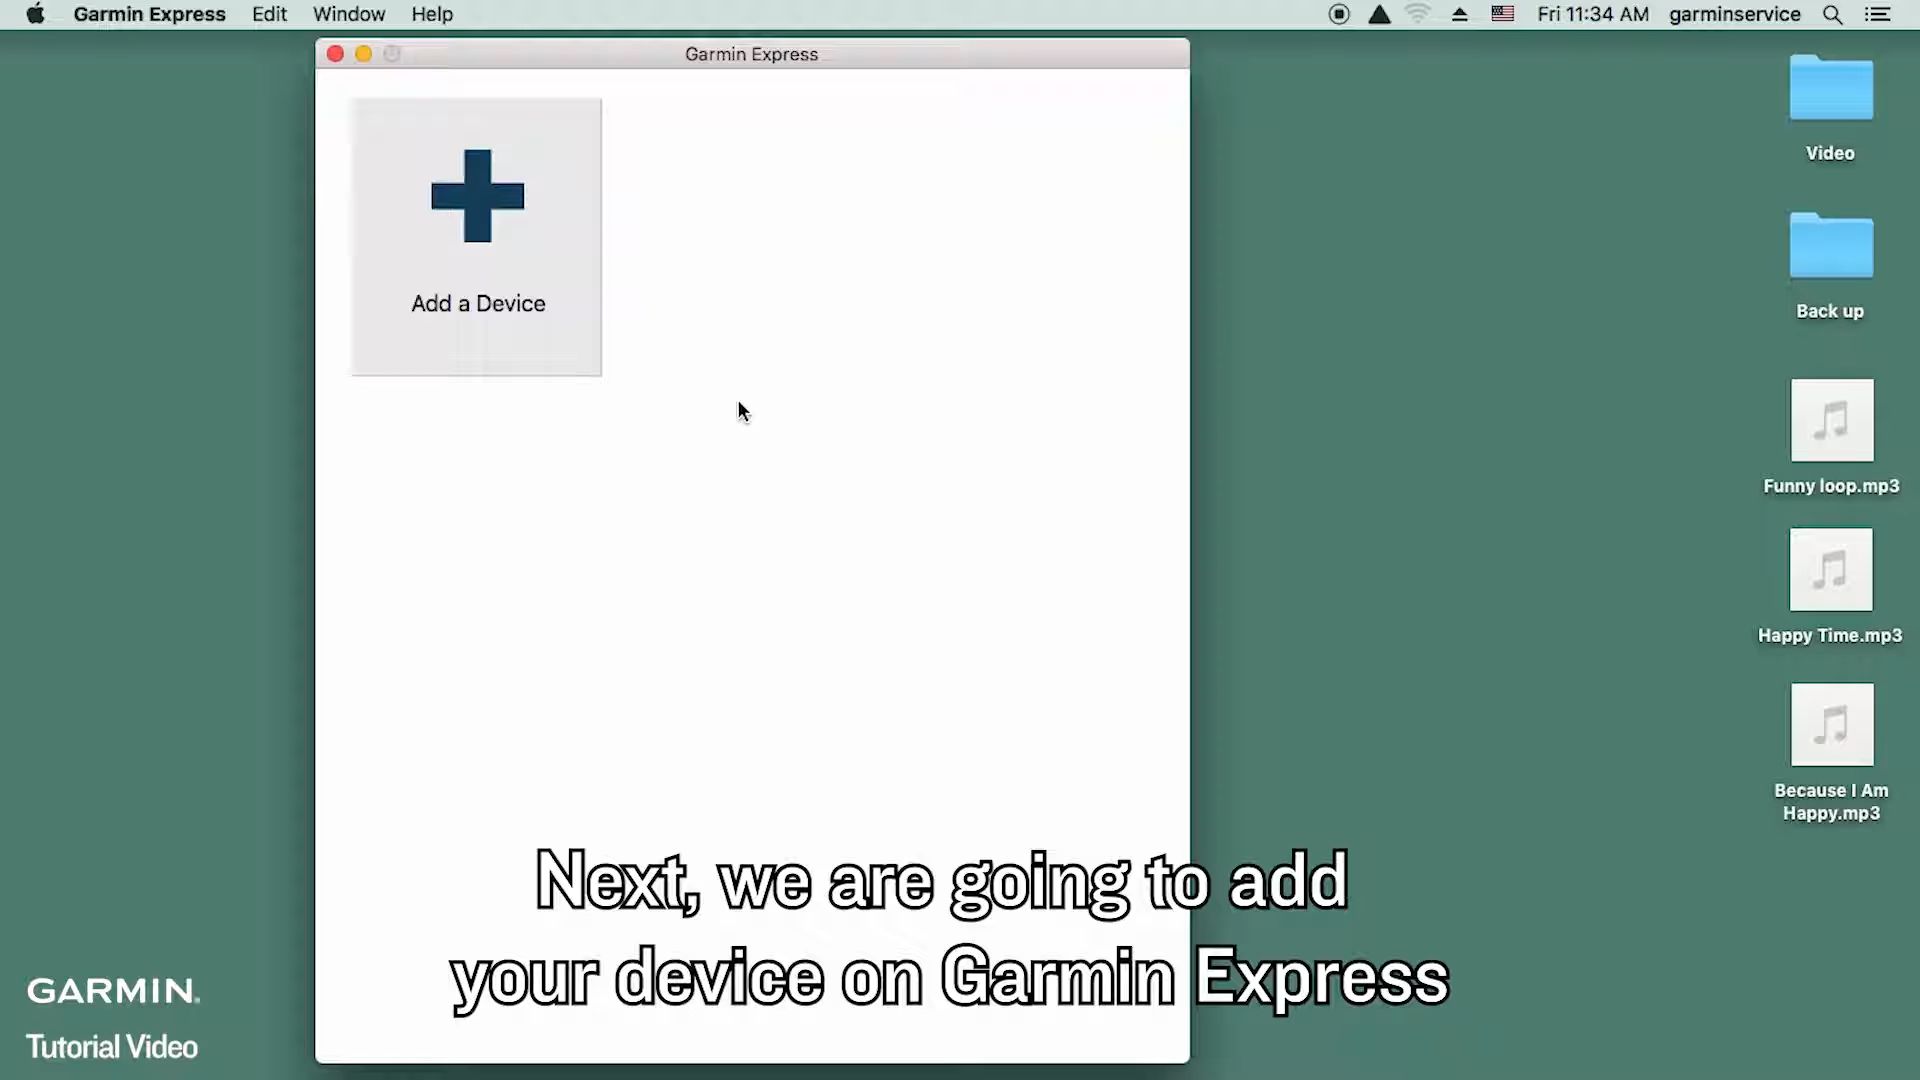 Garmin Express Edit Window Help Fri 11:34 AM garminservice
Garmin Express
Add a Device
Video
Back up
Funny loop.mp3
Happy Time.mp3
Because I Am
Happy.mp3
Next, we are going to add
your device on Garmin Express
GARMIN.
Tutorial Video